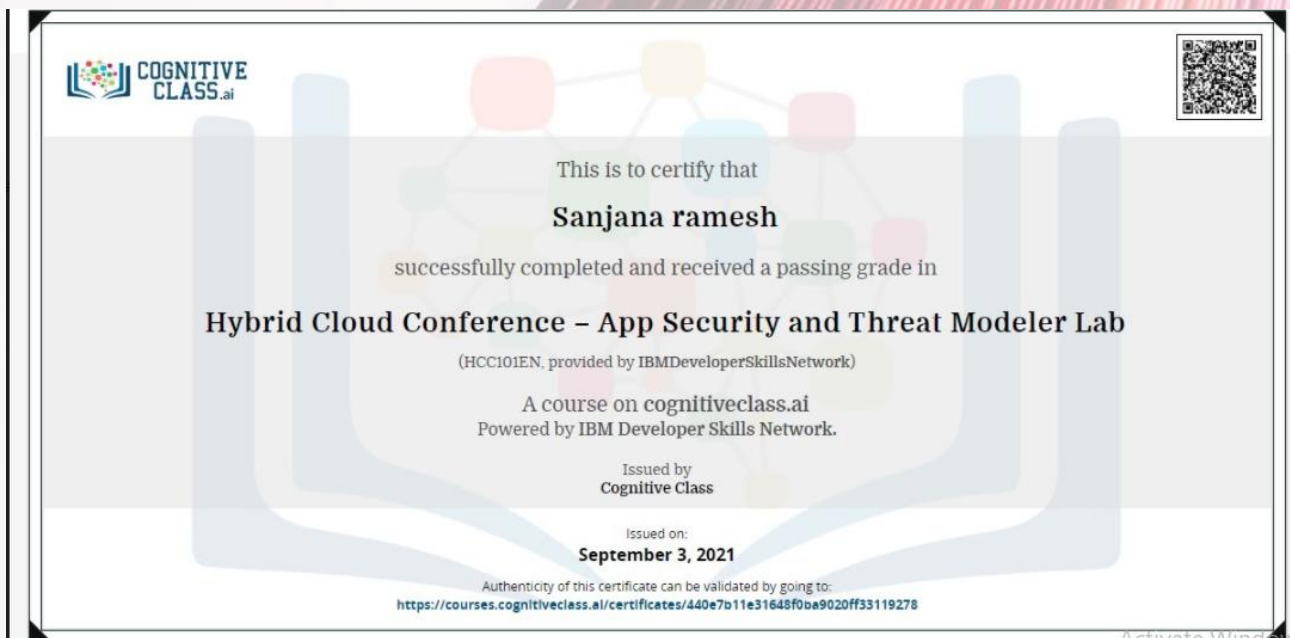 COGNITIVE
CLASS.ai
This is to certify that
Sanjana ramesh
successfully completed and received a passing grade in
Hybrid Cloud Conference – App Security and Threat Modeler Lab
(HCC101EN, provided by IBMDeveloperSkillsNetwork)
A course on cognitiveclass.ai
Powered by IBM Developer Skills Network.
Issued by
Cognitive Class
Issued on:
September 3, 2021
Authenticity of this certificate can be validated by going to:
https://courses.cognitiveclass.ai/certificates/440e7b11e31648f0ba9020ff33119278